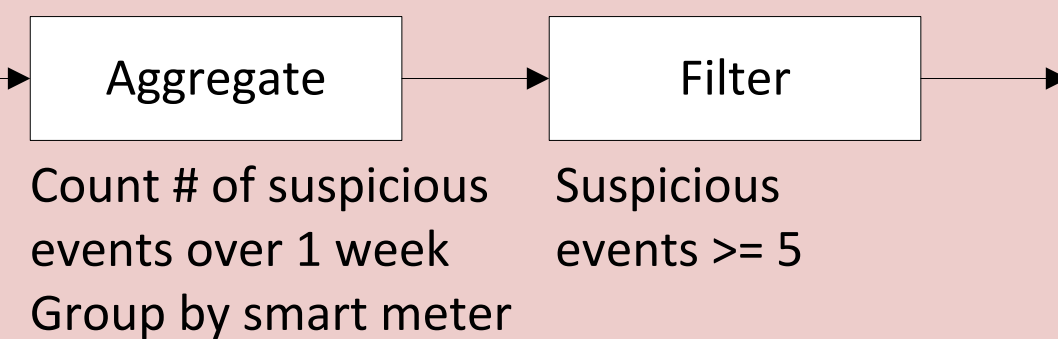 Aggregate
Filter
Count # of suspicious
events over 1 week
Group by smart meter
Suspicious
events >= 5